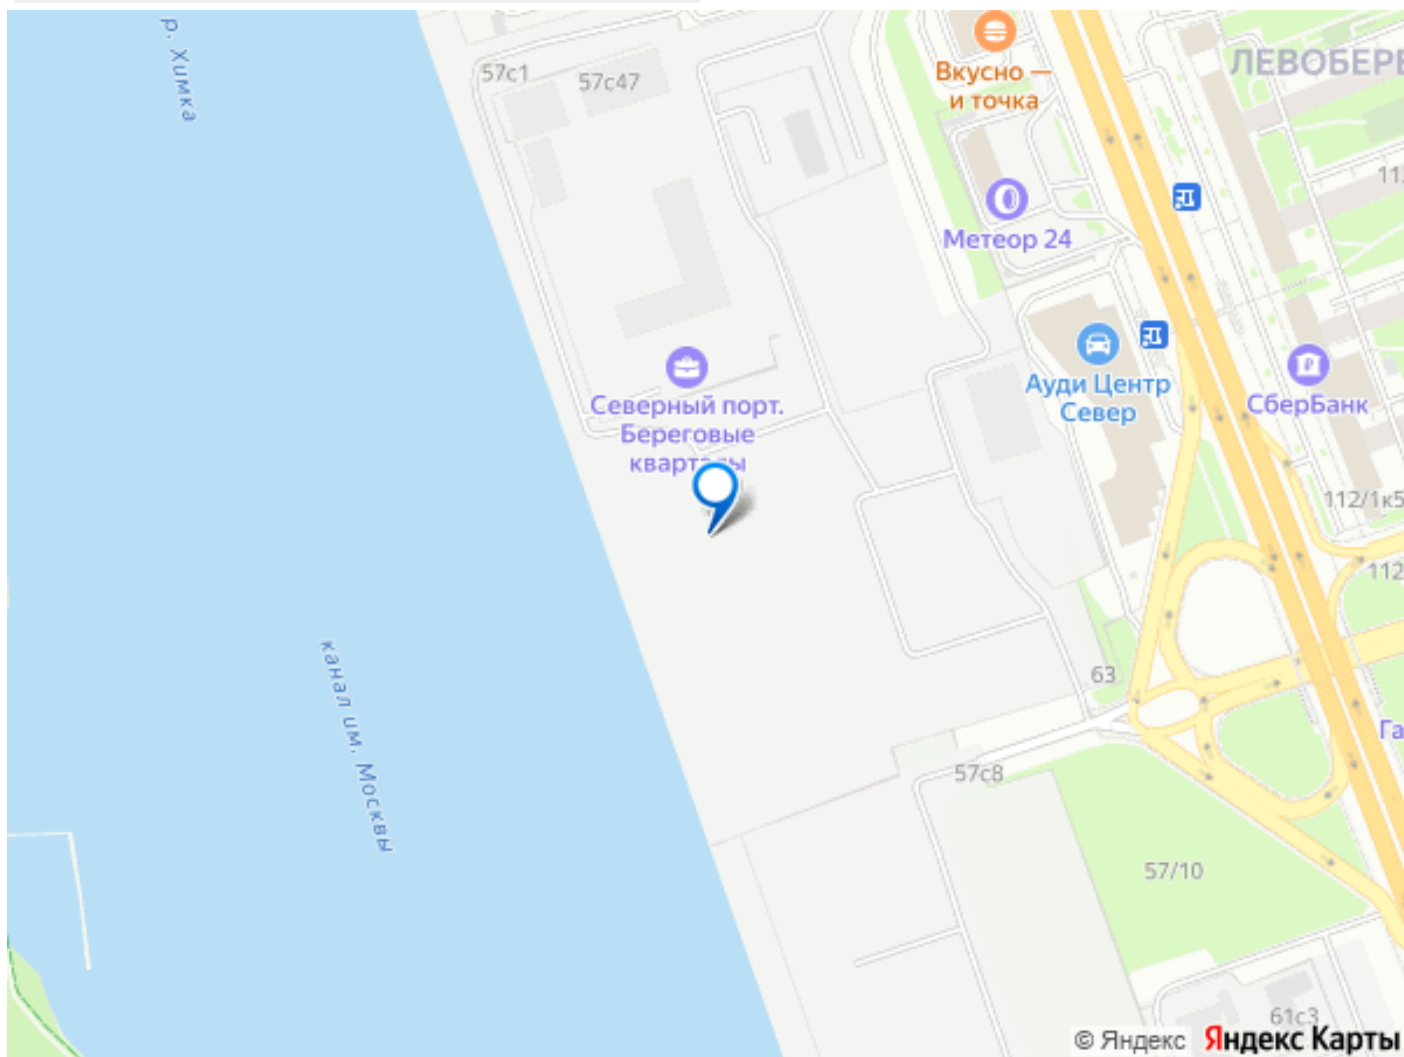 р. Химка
57с1
57с47
Вкусно —
и точка
ЛЕВОБЕРЕ
Метеор 24
Ауди Центр
Север
СберБанк
Северный порт.
Береговые
112/1к5
112
63
канал им. Москвы
57с8
Га
57/10
61с3
© Яндекс Яндекс Карты